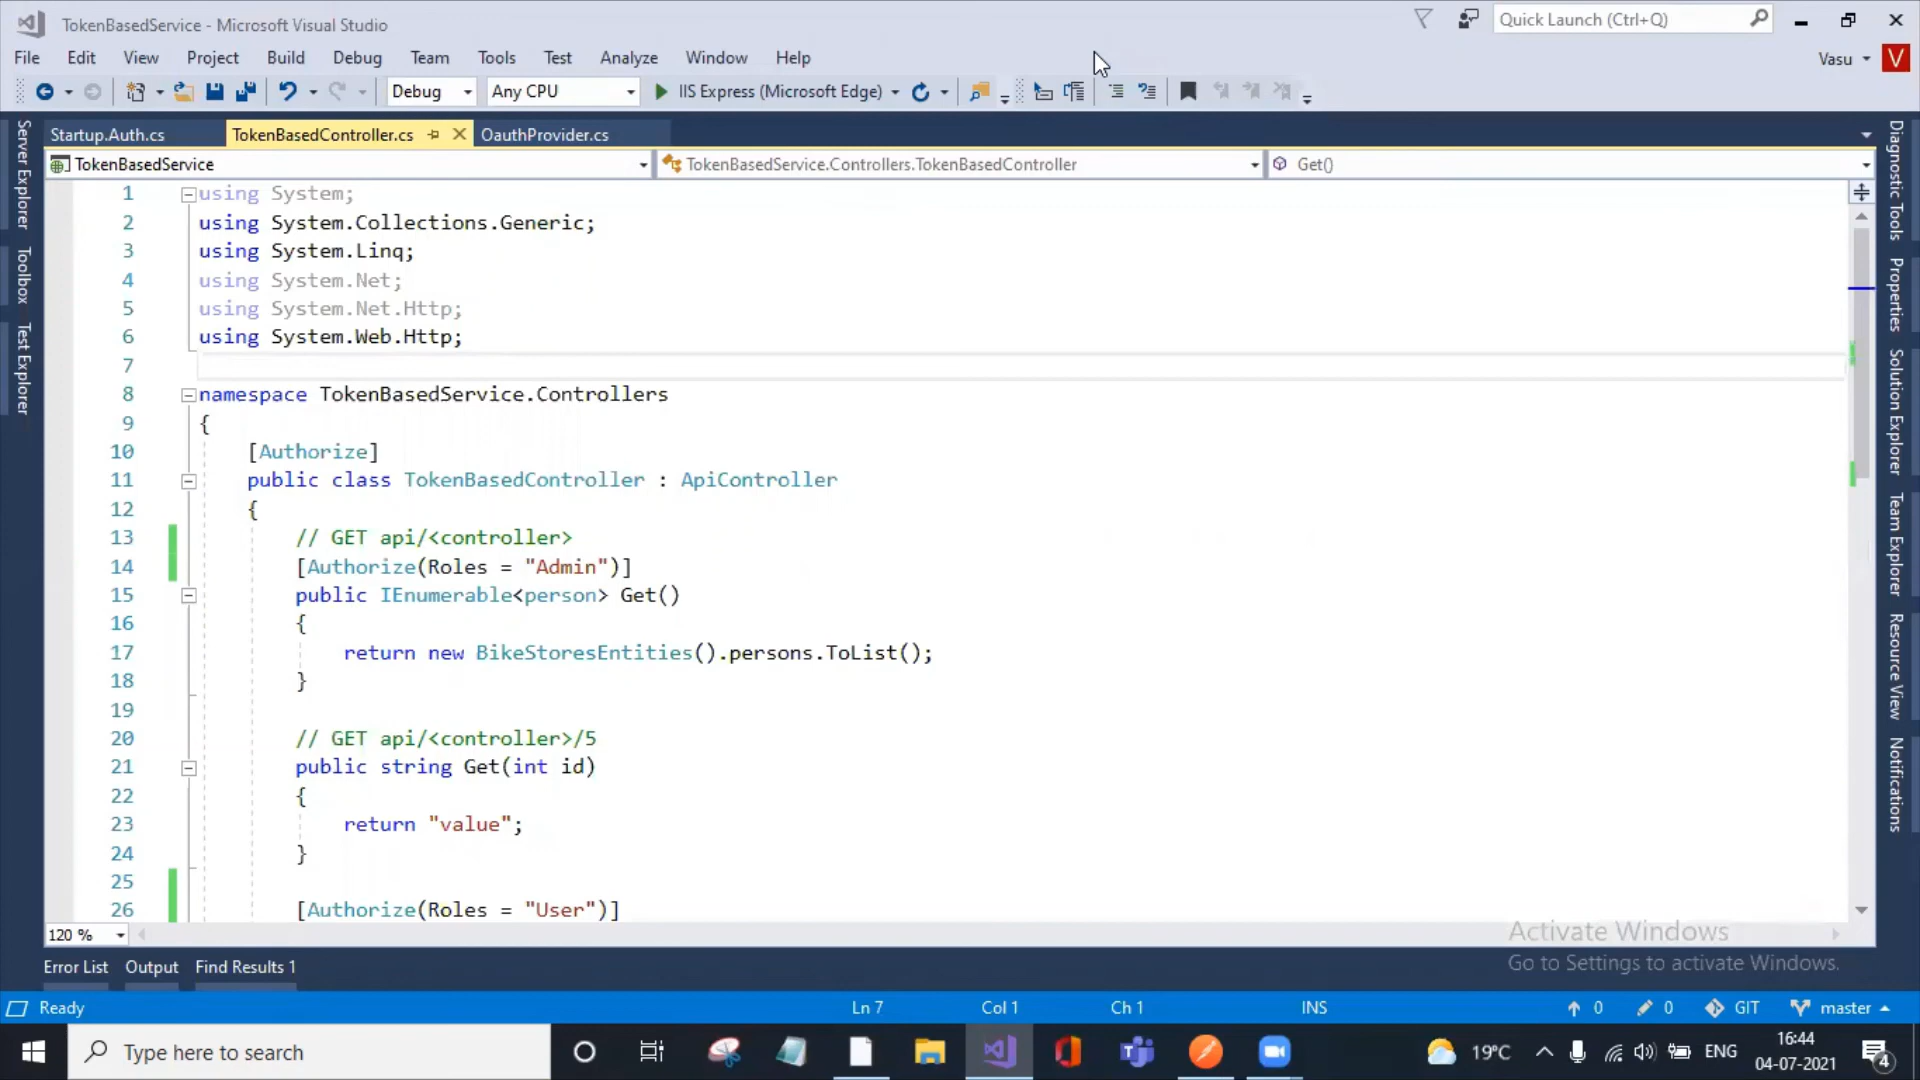 TokenBasedService - Microsoft Visual Studio
Quick Launch (Ctrl+Q)
File Edit View Project Build Debug Team Tools Test Analyze Window Help
Vasu V
Debug Any CPU IIS Express (Microsoft Edge)
Startup.Auth.cs TokenBasedController.cs OauthProvider.cs
TokenBasedService TokenBasedService.Controllers.TokenBasedController Get()
Server Explorer
Toolbox
Test Explorer
1 using System;
2 using System.Collections.Generic;
3 using System.Linq;
4 using System.Net;
5 using System.Net.Http;
6 using System.Web.Http;
7
8 namespace TokenBasedService.Controllers
9 {
10 [Authorize]
11 public class TokenBasedController : ApiController
12 {
13 // GET api/<controller>
14 [Authorize(Roles = "Admin")]
15 public IEnumerable<person> Get()
16 {
17 return new BikeStoresEntities().persons.ToList();
18 }
19
20 // GET api/<controller>/5
21 public string Get(int id)
22 {
23 return "value";
24 }
25
26 [Authorize(Roles = "User")]
Diagnostic Tools
Properties
Solution Explorer
Team Explorer
Resource View
Notifications
120 %
Activate Windows
Go to Settings to activate Windows.
Error List Output Find Results 1
Ready Ln 7 Col 1 Ch 1 INS 0 0 GIT master
Type here to search
19°C ENG
16:44
04-07-2021
4